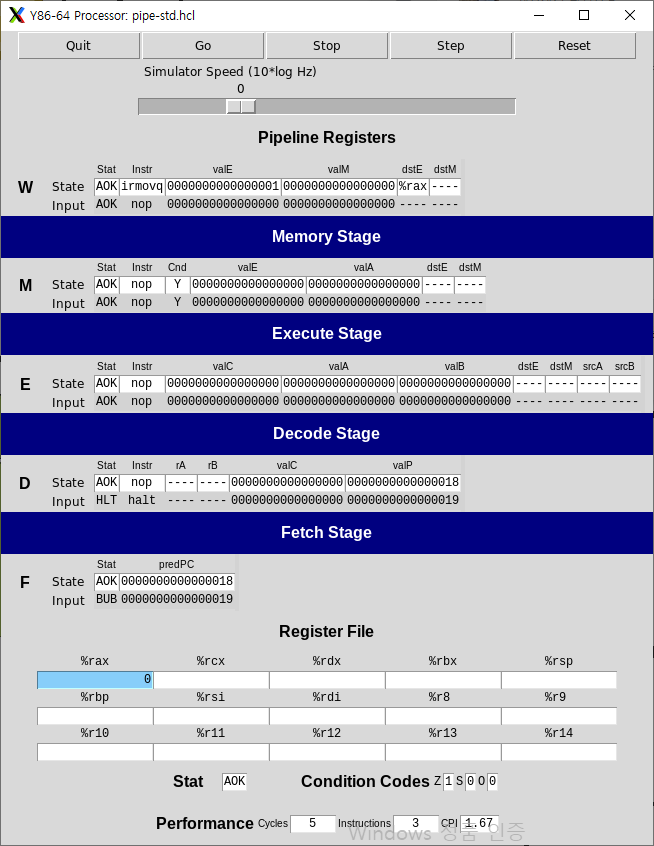 Y86-64 Processor: pipe-std.hcl
Quit Go Stop Step Reset
Simulator Speed (10*log Hz)
0
Pipeline Registers
Stat Instr valE valM dstE dstM
W State AOK irmovq 0000000000000001 0000000000000000 %rax ----
Input AOK nop 0000000000000000 0000000000000000 ---- ----
Memory Stage
Stat Instr Cnd valE valA dstE dstM
M State AOK nop Y 0000000000000000 0000000000000000 ---- ----
Input AOK nop Y 0000000000000000 0000000000000000 ---- ----
Execute Stage
Stat Instr valC valA valB dstE dstM srcA srcB
E State AOK nop 0000000000000000 0000000000000000 0000000000000000 ---- ---- ---- ----
Input AOK nop 0000000000000000 0000000000000000 0000000000000000 ---- ---- ---- ----
Decode Stage
Stat Instr rA rB valC valP
D State AOK nop ---- ---- 0000000000000000 0000000000000018
Input HLT halt ---- ---- 0000000000000000 0000000000000019
Fetch Stage
Stat predPC
F State AOK 0000000000000018
Input BUB 0000000000000019
Register File
%rax %rcx %rdx %rbx %rsp
0
%rbp %rsi %rdi %r8 %r9
%r10 %r11 %r12 %r13 %r14
Stat AOK Condition Codes Z 1 S 0 O 0
Performance Cycles 5 Instructions 3 CPI 1.67
Windows 정품 인증